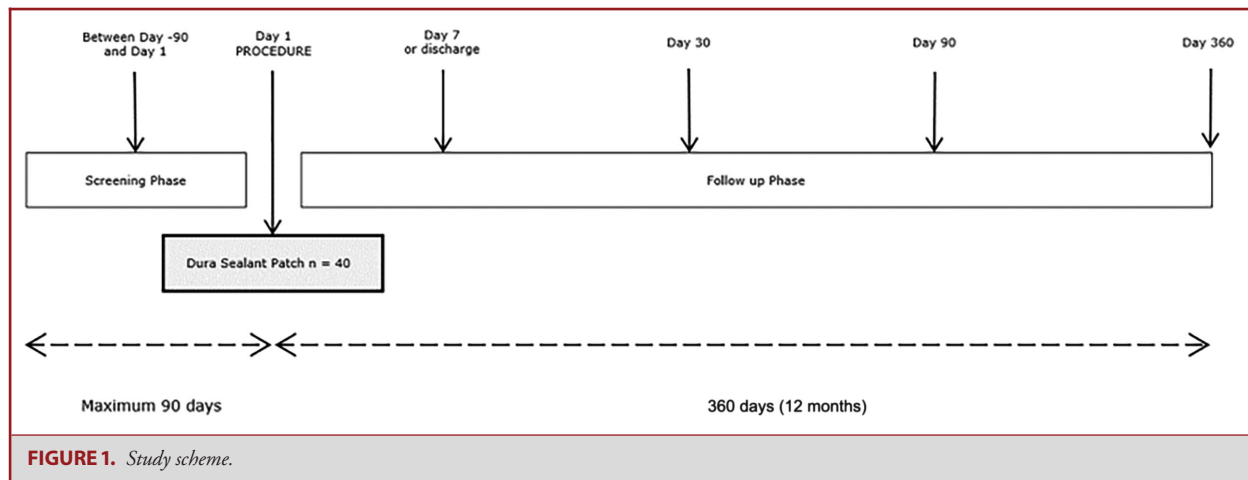 Between Day -90
and Day 1
Day 1
PROCEDURE
Day 7
or discharge
Day 30
Day 90
Day 360
Screening Phase
Follow up Phase
Dura Sealant Patch n = 40
Maximum 90 days
360 days (12 months)
FIGURE 1. Study scheme.